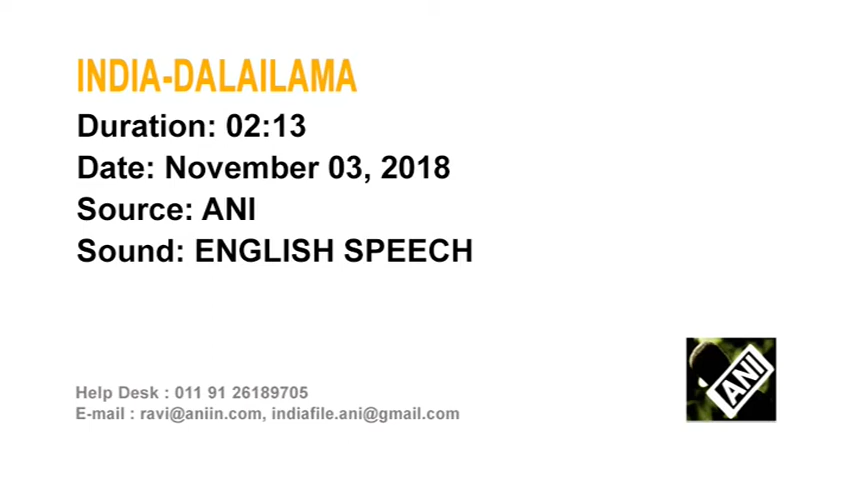 INDIA-DALAILAMA
Duration: 02:13
Date: November 03, 2018
Source: ANI
Sound: ENGLISH SPEECH
Help Desk : 011 91 26189705
E-mail : ravi@aniin.com, indiafile.ani@gmail.com
ANI